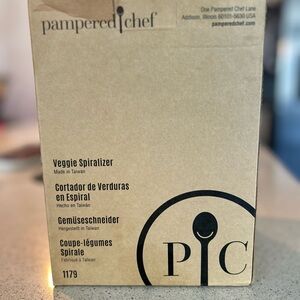 pampered chef
One Pampered Chef Lane
Addison, Illinois 60101-5630 USA
pamperedchef.com
Veggie Spiralizer
Made in Taiwan
Cortador de Verduras
en Espiral
Hecho en Taiwán
Gemüseschneider
Hergestellt in Taiwan
Coupe-légumes
Spirale
Fabriqué à Taiwan
1179
P C